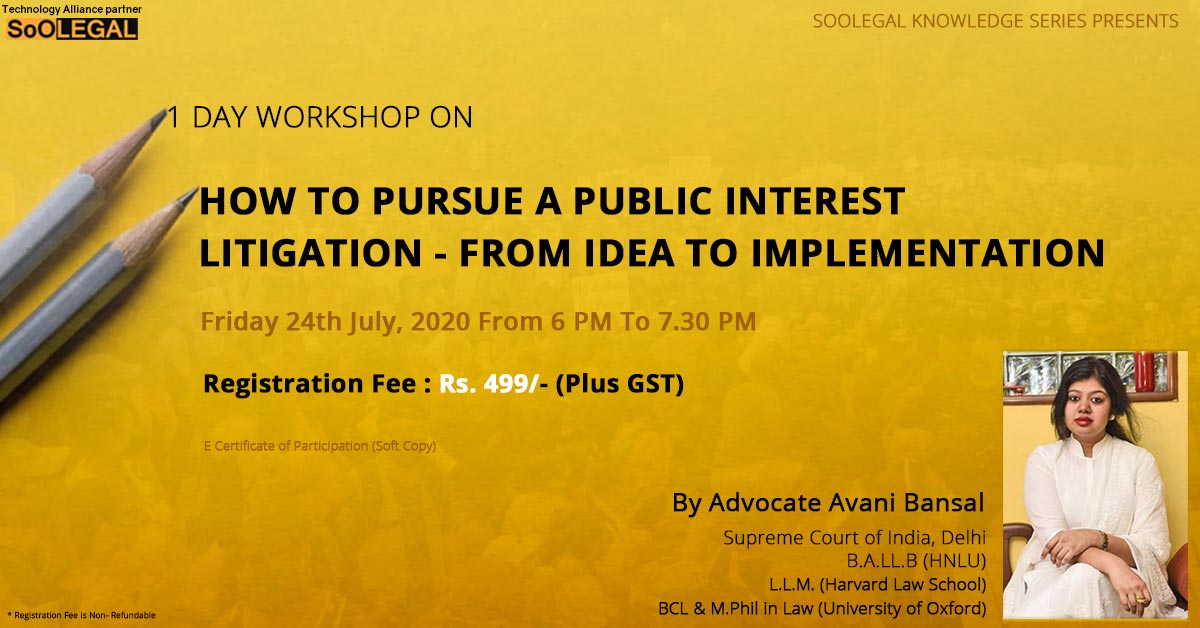 Technology Alliance partner
SoOLEGAL
SOOLEGAL KNOWLEDGE SERIES PRESENTS
1 DAY WORKSHOP ON
HOW TO PURSUE A PUBLIC INTEREST
LITIGATION - FROM IDEA TO IMPLEMENTATION
Friday 24th July, 2020 From 6 PM To 7.30 PM
Registration Fee : Rs. 499/- (Plus GST)
E Certificate of Participation (Soft Copy)
By Advocate Avani Bansal
Supreme Court of India, Delhi
B.A.LL.B (HNLU)
L.L.M. (Harvard Law School)
BCL & M.Phil in Law (University of Oxford)
* Registration Fee is Non- Refundable